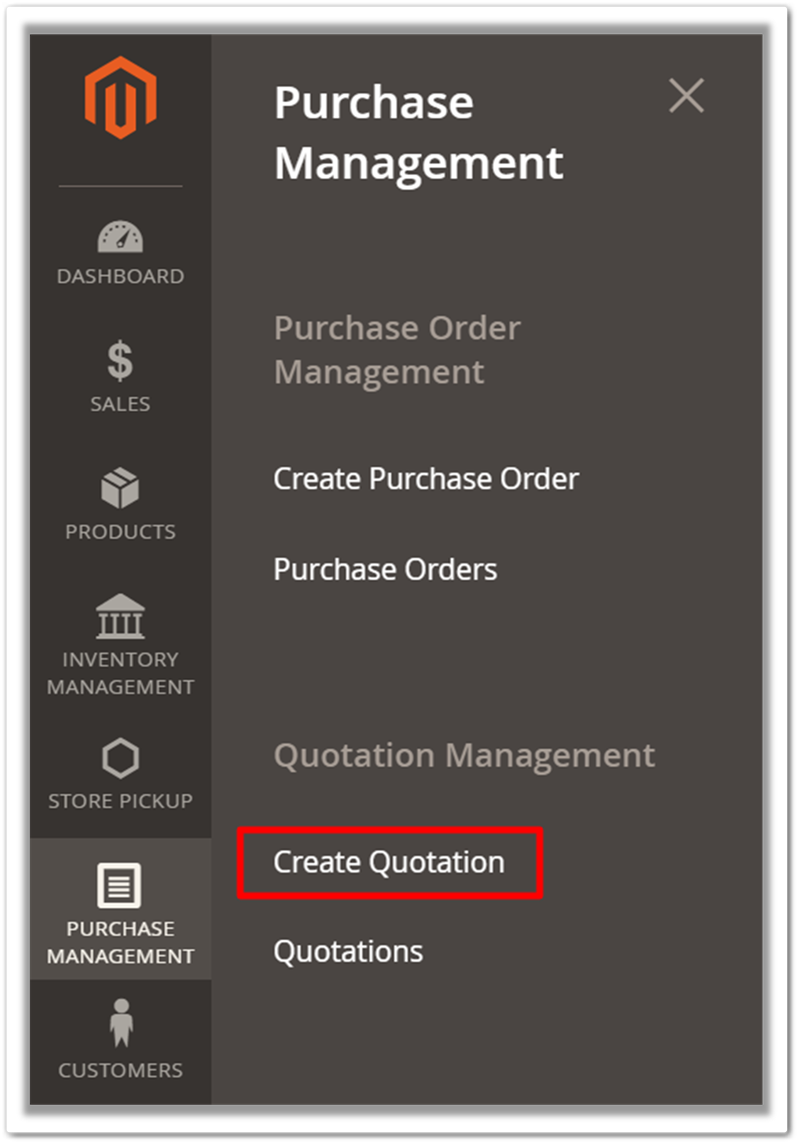 DASHBOARD
SALES
PRODUCTS
INVENTORY
MANAGEMENT
STORE PICKUP
PURCHASE
MANAGEMENT
CUSTOMERS
Purchase
Management
Purchase Order
Management
Create Purchase Order
Purchase Orders
Quotation Management
Create Quotation
Quotations